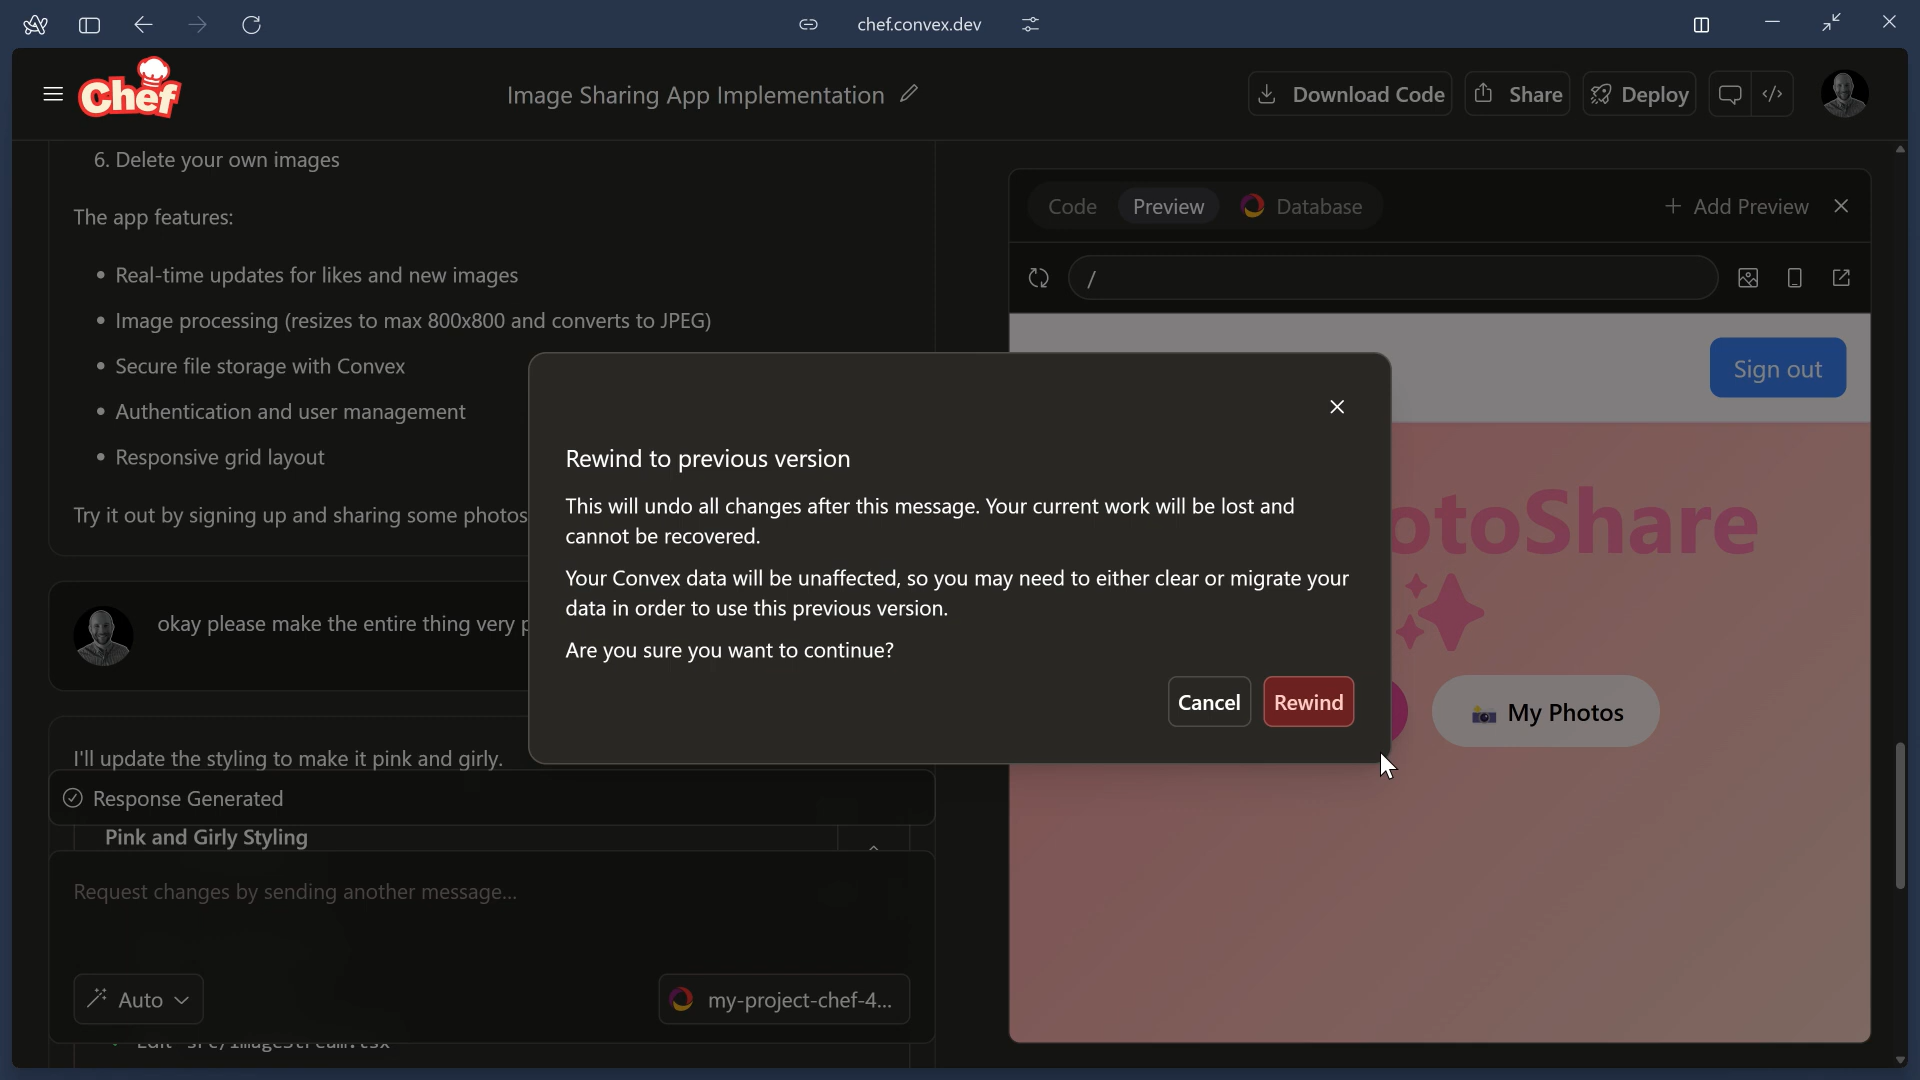 chef.convex.dev
Chef
Image Sharing App Implementation
Download Code
Share
Deploy
6. Delete your own images
The app features:
• Real-time updates for likes and new images
• Image processing (resizes to max 800x800 and converts to JPEG)
• Secure file storage with Convex
• Authentication and user management
• Responsive grid layout
Try it out by signing up and sharing some photos
okay please make the entire thing very
I'll update the styling to make it pink and girly.
Response Generated
Pink and Girly Styling
Request changes by sending another message...
Auto
my-project-chef-4...
Code
Preview
Database
+ Add Preview
/
Sign out
otoShare
My Photos
Rewind to previous version
This will undo all changes after this message. Your current work will be lost and
cannot be recovered.
Your Convex data will be unaffected, so you may need to either clear or migrate your
data in order to use this previous version.
Are you sure you want to continue?
Cancel
Rewind